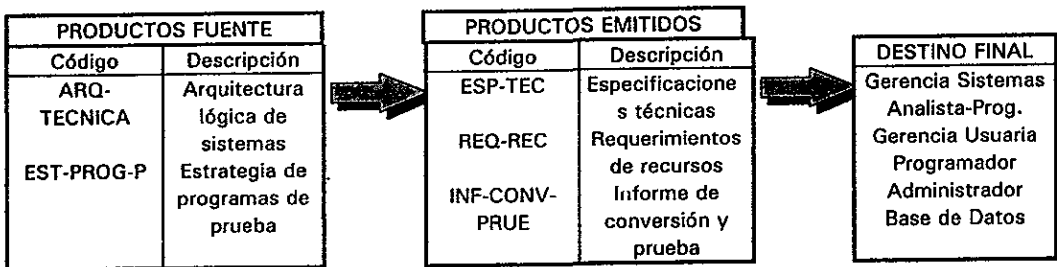 PRODUCTOS FUENTE
Código Descripción
ARQ- Arquitectura
TECNICA lógica de
sistemas
EST-PROG-P Estrategia de
programas de
prueba
PRODUCTOS EMITIDOS
Código Descripción
ESP-TEC Especificacione
s técnicas
REQ-REC Requerimientos
de recursos
INF-CONV- Informe de
PRUE conversión y
prueba
DESTINO FINAL
Gerencia Sistemas
Analista-Prog.
Gerencia Usuaria
Programador
Administrador
Base de Datos